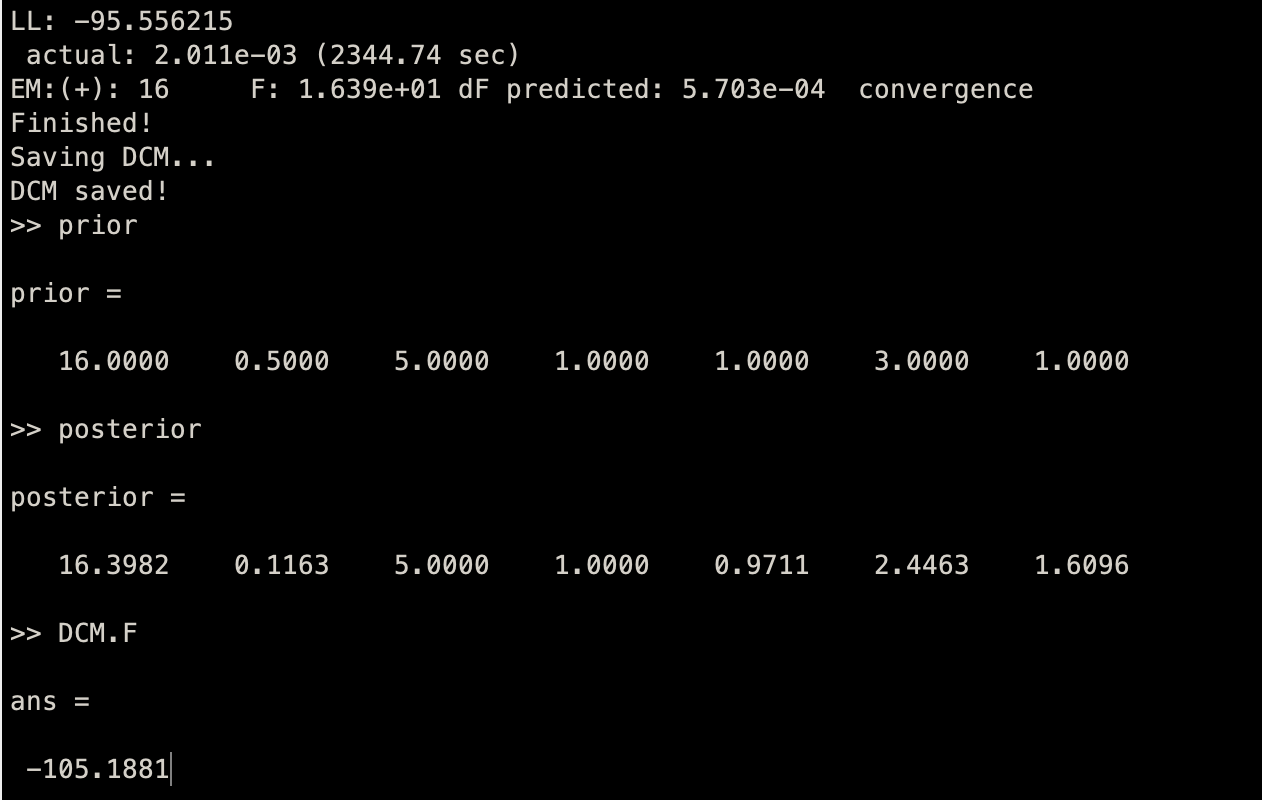 LL: -95.556215
 actual: 2.011e-03 (2344.74 sec)
EM:(+): 16     F: 1.639e+01 dF predicted: 5.703e-04  convergence
Finished!
Saving DCM...
DCM saved!
>> prior
prior =
   16.0000    0.5000    5.0000    1.0000    1.0000    3.0000    1.0000
>> posterior
posterior =
   16.3982    0.1163    5.0000    1.0000    0.9711    2.4463    1.6096
>> DCM.F
ans =
 -105.1881